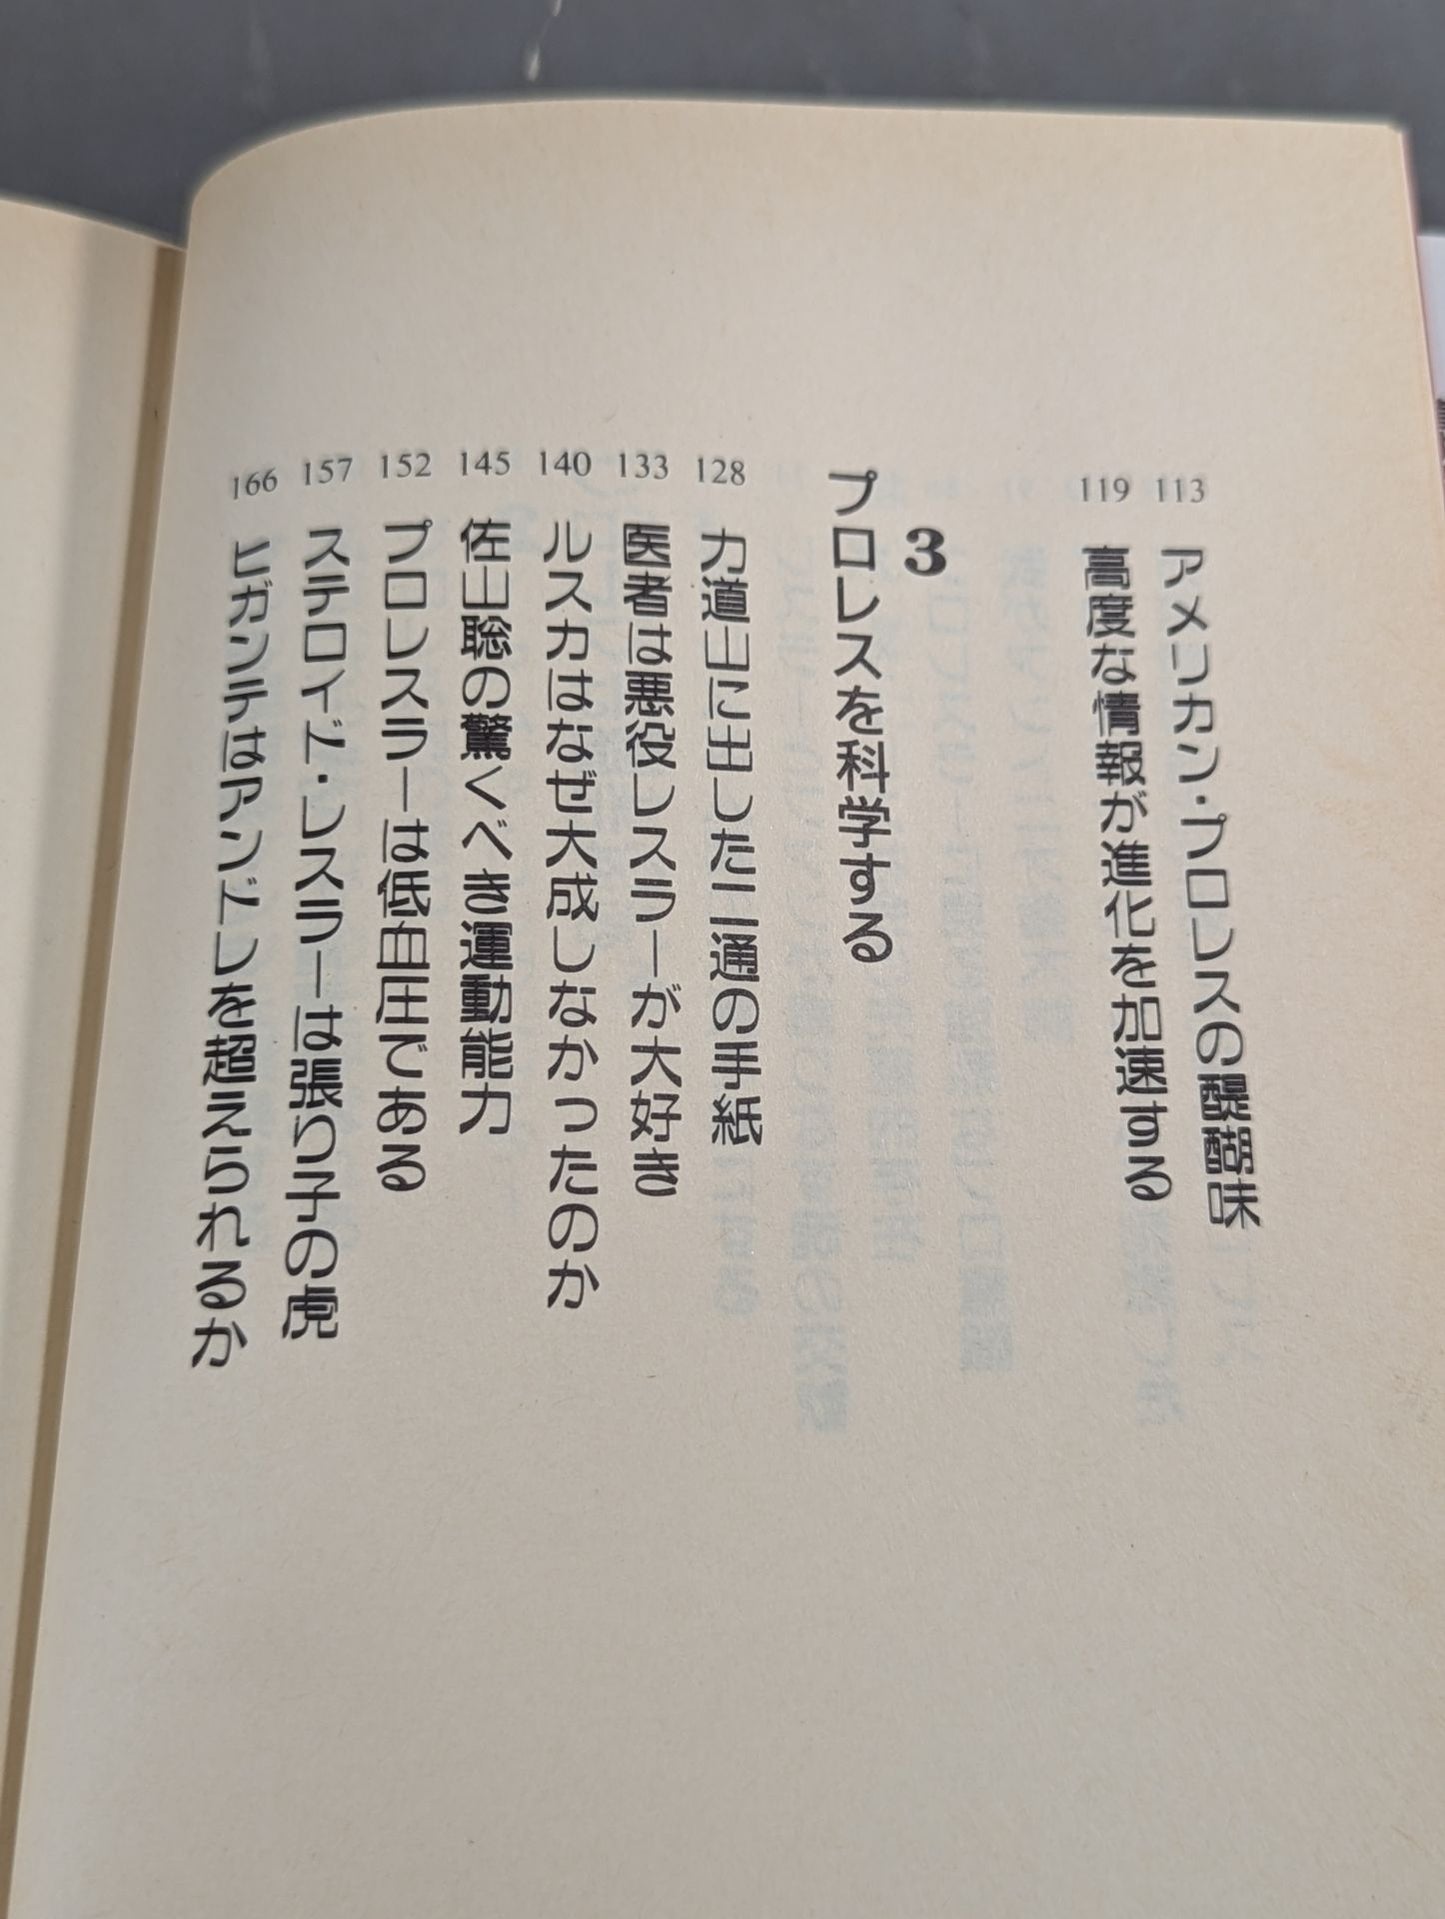 113 アメリカン・プロレスの醍醐味
119 高度な情報が進化を加速する
3
プロレスを科学する
128 力道山に出した二通の手紙
133 医者は悪役レスラーが大好き
140 ルスカはなぜ大成しなかったのか
145 佐山聡の驚くべき運動能力
152 プロレスラーは低血圧である
157 ステロイド・レスラーは張り子の虎
166 ヒガンテはアンドレを超えられるか